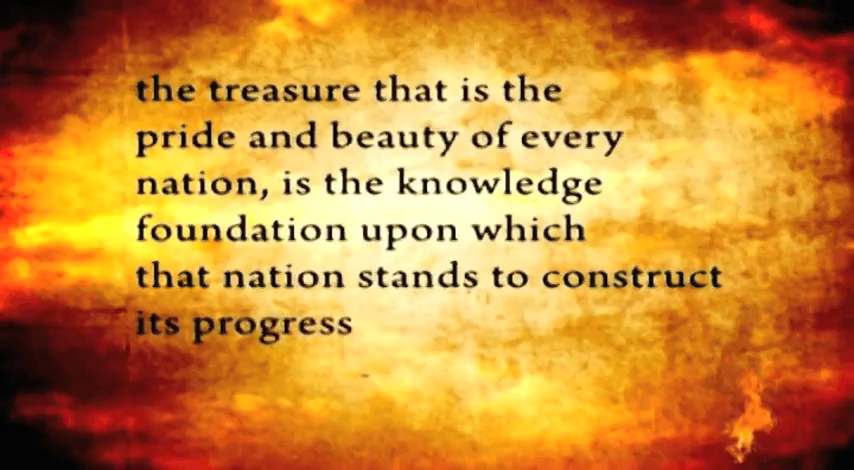 the treasure that is the
pride and beauty of every
nation, is the knowledge
foundation upon which
that nation stands to construct
its progress